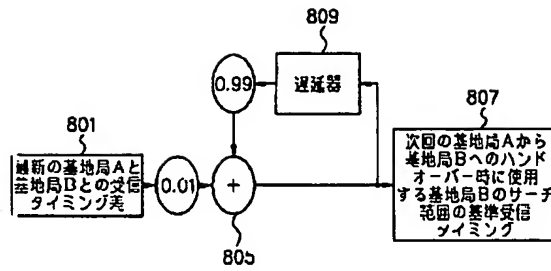 809
遅延器
0.99
801
最新の基地局Aと
基地局Bとの受信
タイミング差
0.01
+
805
807
次回の基地局Aから
基地局Bへのハンド
オーバー時に使用
する基地局Bのサーチ
範囲の基準受信
タイミング